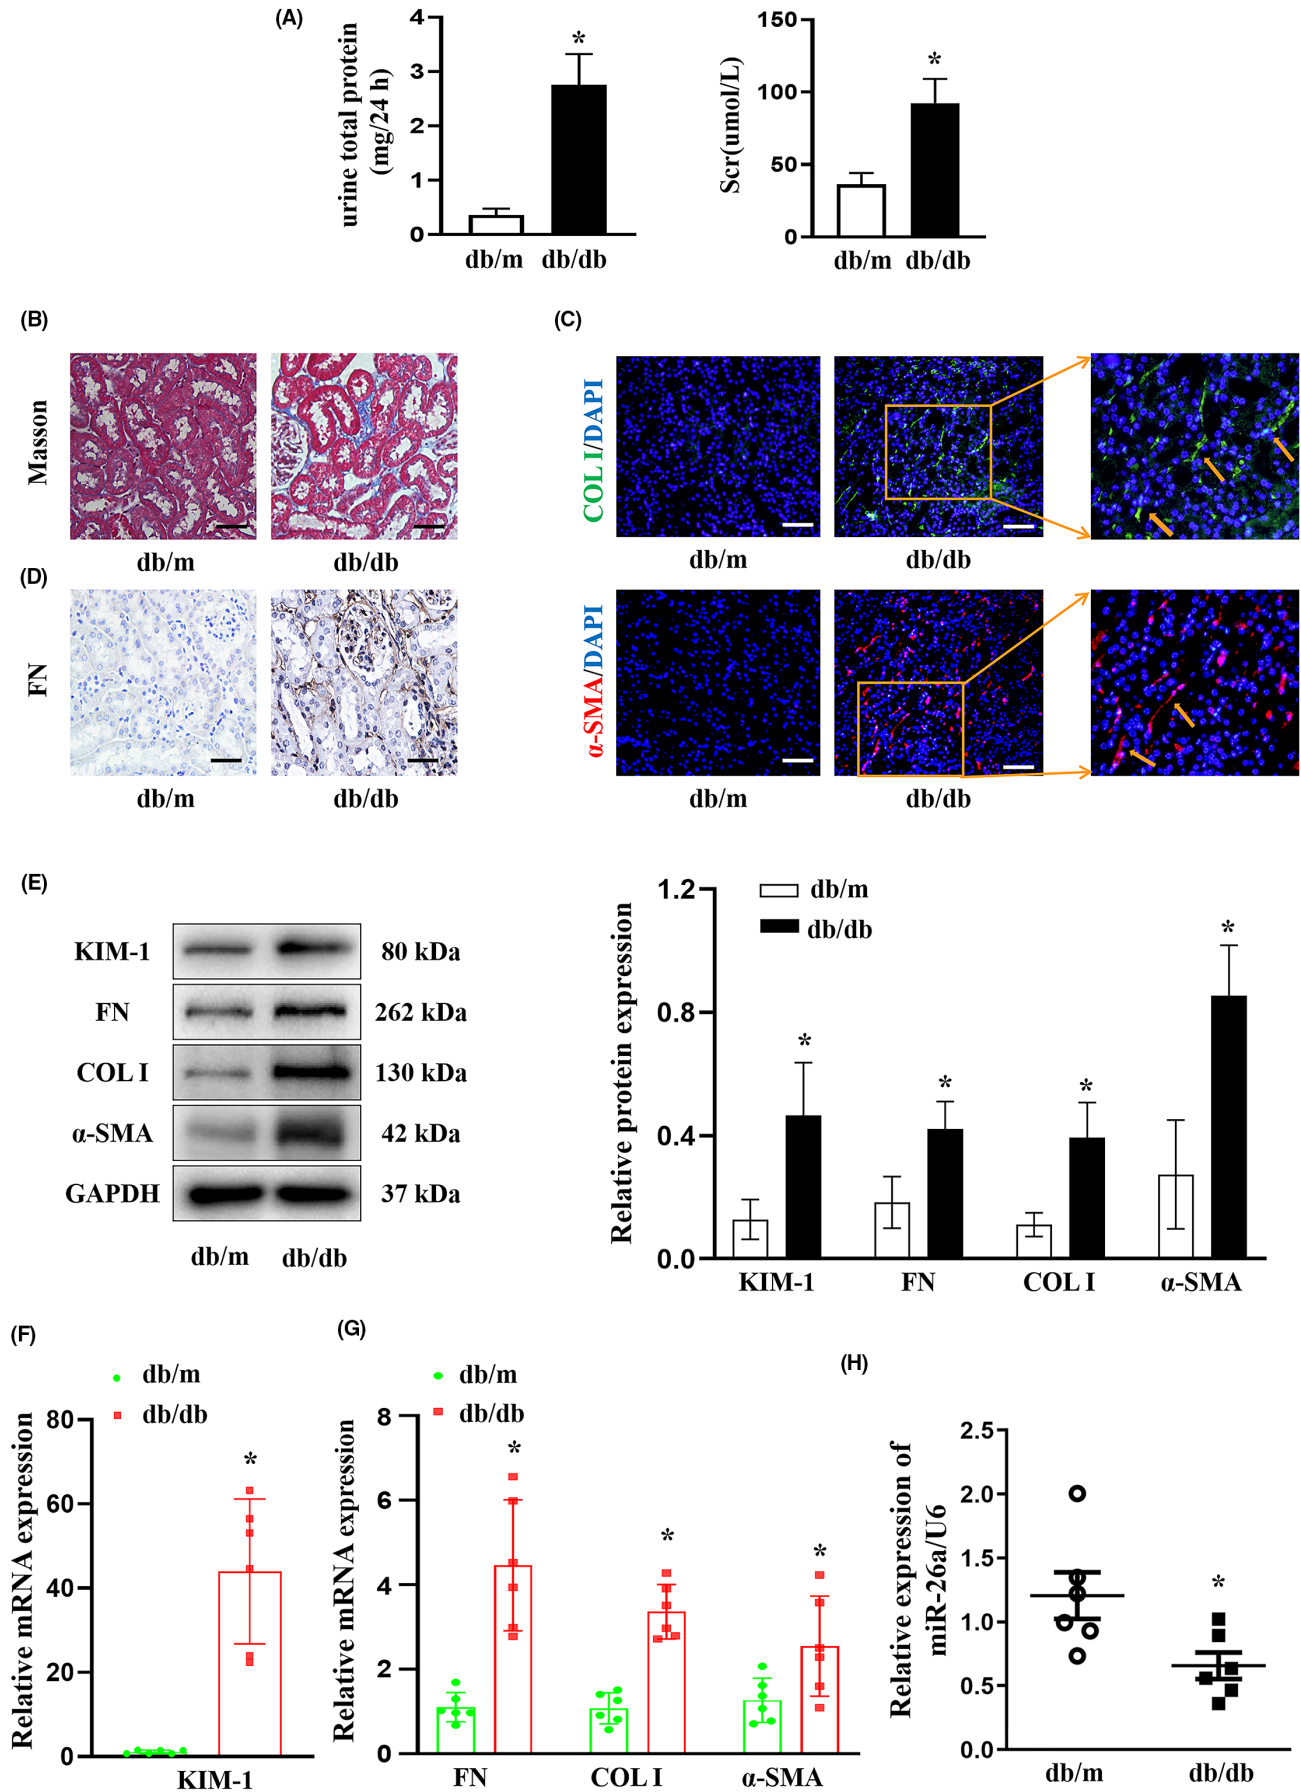 (A)
urine total protein
(mg/24 h)
4
3
2
1
0
*
db/m
db/db
Scr(umol/L)
150
100
50
0
*
db/m
db/db
(B)
Masson
db/m
db/db
(C)
COL I/DAPI
db/m
db/db
α-SMA/DAPI
db/m
db/db
(D)
FN
db/m
db/db
(E)
KIM-1
80 kDa
FN
262 kDa
COL I
130 kDa
α-SMA
42 kDa
GAPDH
37 kDa
db/m
db/db
Relative protein expression
1.2
0.8
0.4
0.0
db/m
db/db
*
*
*
*
KIM-1
FN
COL I
α-SMA
(F)
db/m
db/db
Relative mRNA expression
80
60
40
20
0
*
KIM-1
(G)
db/m
db/db
Relative mRNA expression
8
6
4
2
0
*
*
*
FN
COL I
α-SMA
(H)
Relative expression of
miR-26a/U6
2.5
2.0
1.5
1.0
0.5
0.0
*
db/m
db/db